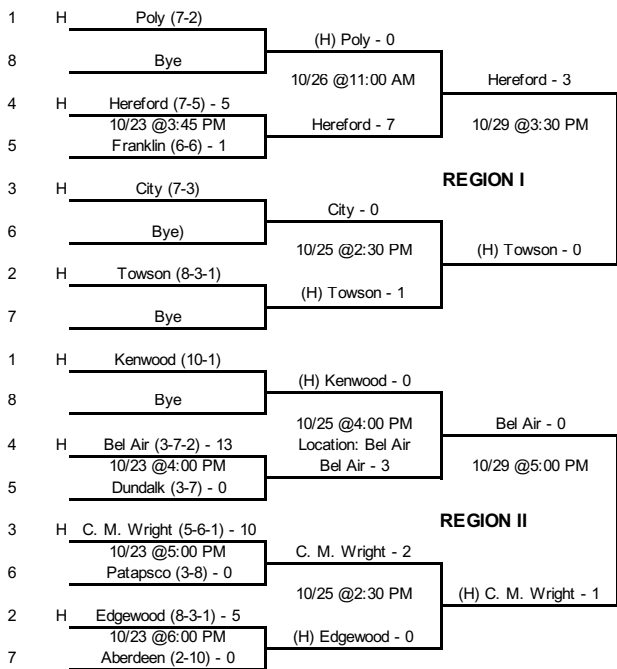 1 H Poly (7-2)
(H) Poly - 0
8 Bye
10/26 @11:00 AM
Hereford - 3
4 H Hereford (7-5) - 5
10/23 @3:45 PM
Hereford - 7
10/29 @3:30 PM
5 Franklin (6-6) - 1
REGION I
3 H City (7-3)
City - 0
6 Bye)
10/25 @2:30 PM
(H) Towson - 0
2 H Towson (8-3-1)
(H) Towson - 1
7 Bye
1 H Kenwood (10-1)
(H) Kenwood - 0
8 Bye
10/25 @4:00 PM
Bel Air - 0
4 H Bel Air (3-7-2) - 13
Location: Bel Air
10/23 @4:00 PM
Bel Air - 3
10/29 @5:00 PM
5 Dundalk (3-7) - 0
REGION II
3 H C. M. Wright (5-6-1) - 10
10/23 @5:00 PM
C. M. Wright - 2
6 Patapsco (3-8) - 0
10/25 @2:30 PM
(H) C. M. Wright - 1
2 H Edgewood (8-3-1) - 5
10/23 @6:00 PM
(H) Edgewood - 0
7 Aberdeen (2-10) - 0